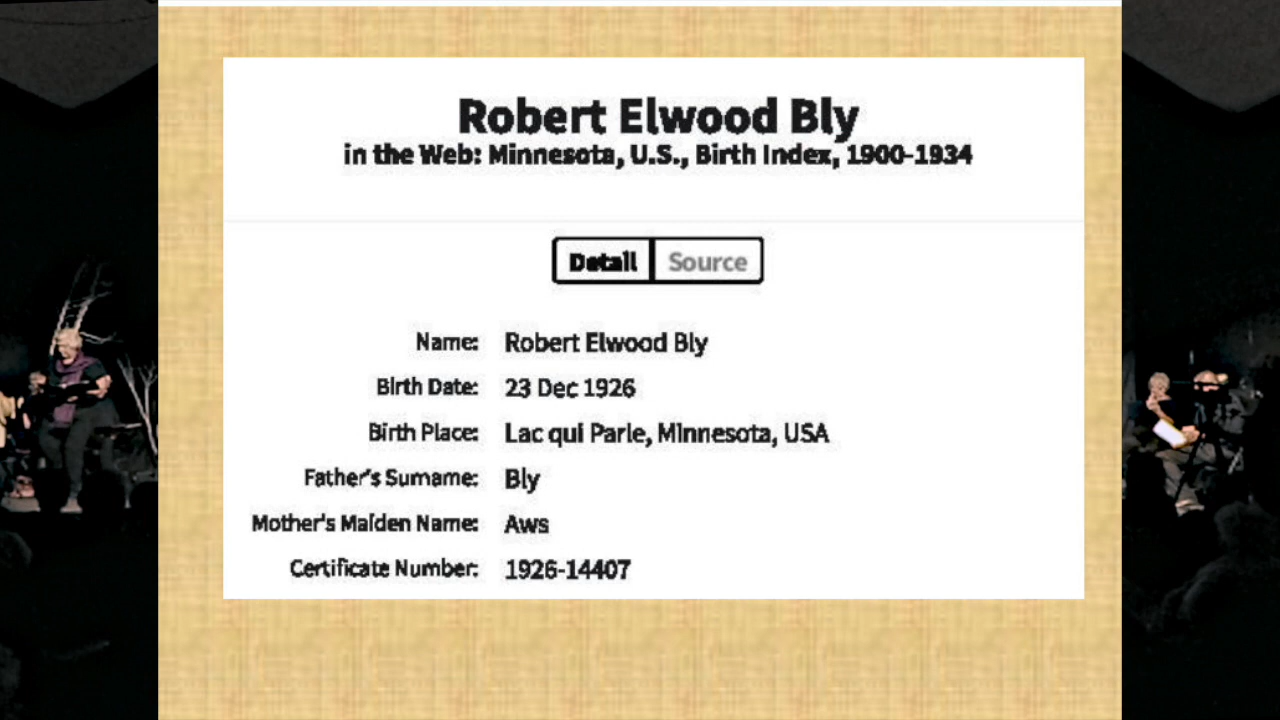 Robert Elwood Bly
in the Web: Minnesota, U.S., Birth Index, 1900-1934
Detail Source
Name: Robert Elwood Bly
Birth Date: 23 Dec 1926
Birth Place: Lac qui Parle, Minnesota, USA
Father's Surname: Bly
Mother's Maiden Name: Aws
Certificate Number: 1926-14407